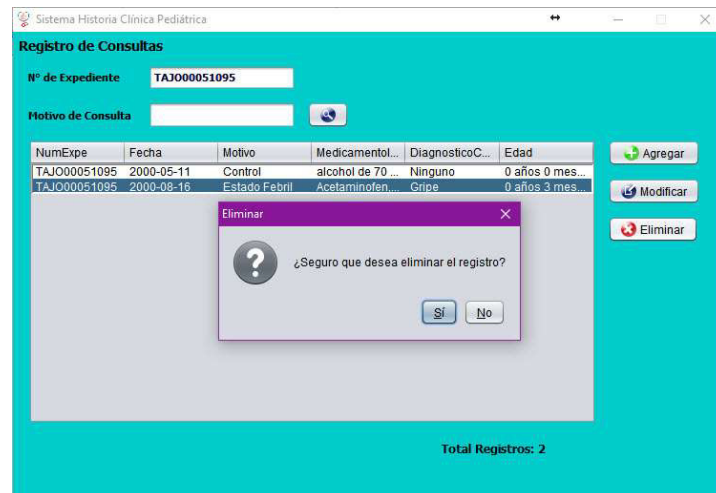 Sistema Historia Clínica Pediátrica
Registro de Consultas
Nº de Expediente TAJO00051095
Motivo de Consulta
NumExpe Fecha Motivo Medicamentol... DiagnosticoC... Edad
TAJO00051095 2000-05-11 Control alcohol de 70 ... Ninguno 0 años 0 mes...
TAJO00051095 2000-08-16 Estado Febril Acetaminofen,... Gripe 0 años 3 mes...
Agregar
Modificar
Eliminar
Eliminar
¿Seguro que desea eliminar el registro?
Sí No
Total Registros: 2